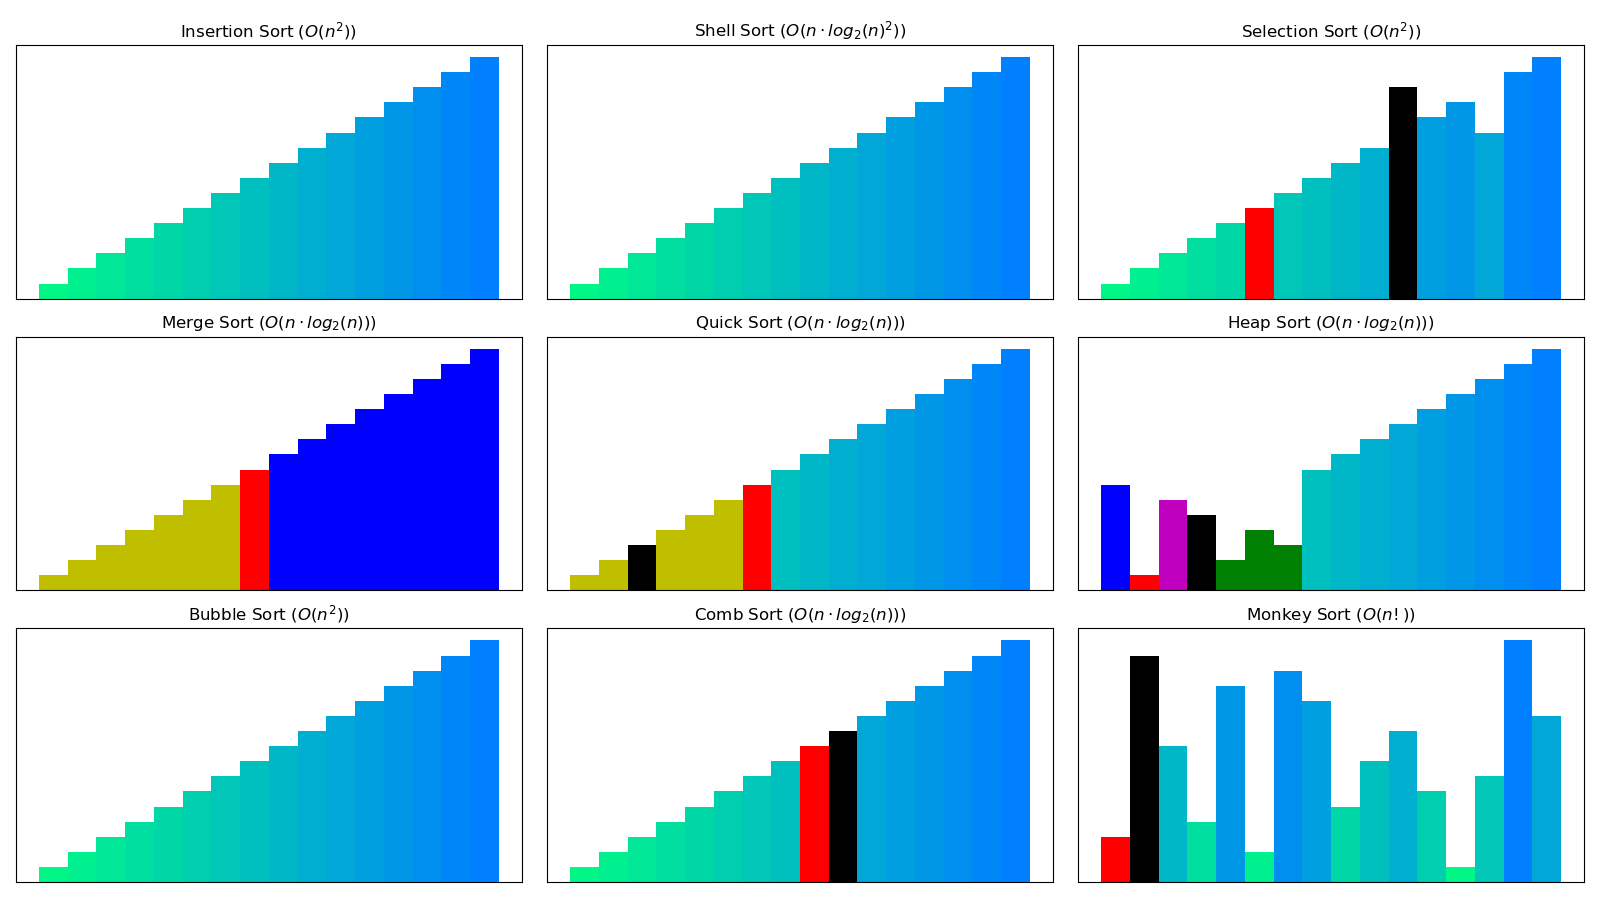 Insertion Sort (O(n²))
Shell Sort (O(n · log₂(n)²))
Selection Sort (O(n²))
Merge Sort (O(n · log₂(n)))
Quick Sort (O(n · log₂(n)))
Heap Sort (O(n · log₂(n)))
Bubble Sort (O(n²))
Comb Sort (O(n · log₂(n)))
Monkey Sort (O(n! ))